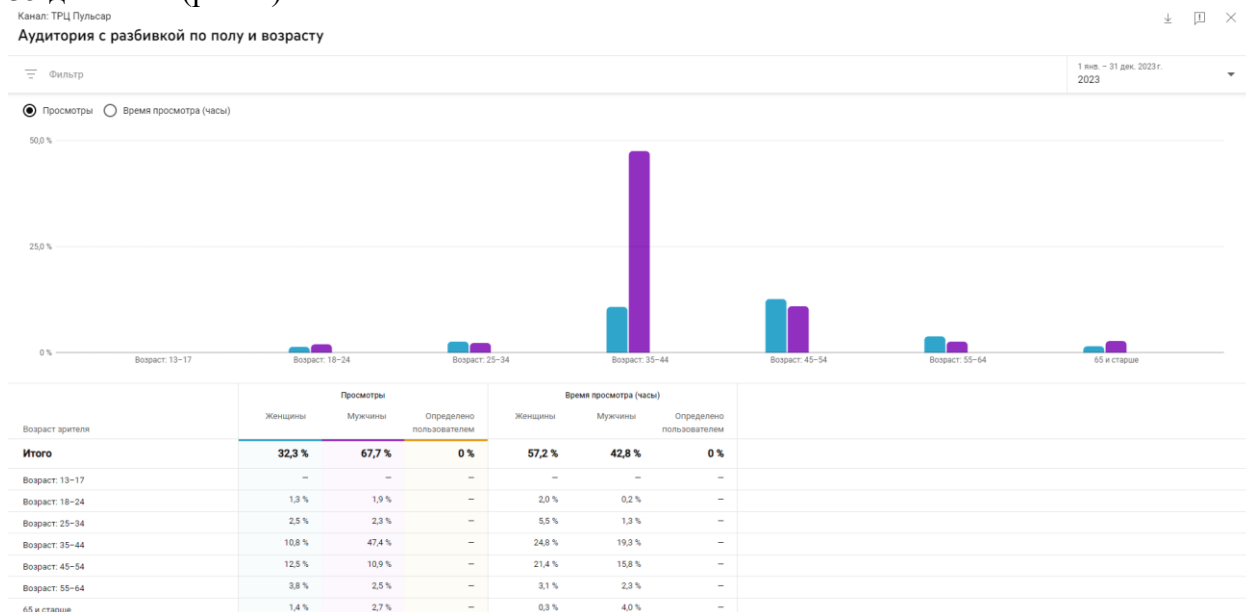 Канал: ТРЦ Пульсар
Аудитория с разбивкой по полу и возрасту
Фильтр
1 янв. – 31 дек. 2023 г.
2023
Просмотры Время просмотра (часы)
50,0 %
25,0 %
0 %
Возраст: 13–17 Возраст: 18–24 Возраст: 25–34 Возраст: 35–44 Возраст: 45–54 Возраст: 55–64 65 и старше
Просмотры Время просмотра (часы)
Возраст зрителя Женщины Мужчины Определено пользователем Женщины Мужчины Определено пользователем
Итого 32,3 % 67,7 % 0 % 57,2 % 42,8 % 0 %
Возраст: 13–17 – – – – – –
Возраст: 18–24 1,3 % 1,9 % – 2,0 % 0,2 % –
Возраст: 25–34 2,5 % 2,3 % – 5,5 % 1,3 % –
Возраст: 35–44 10,8 % 47,4 % – 24,8 % 19,3 % –
Возраст: 45–54 12,5 % 10,9 % – 21,4 % 15,8 % –
Возраст: 55–64 3,8 % 2,5 % – 3,1 % 2,3 % –
65 и старше 1,4 % 2,7 % – 0,3 % 4,0 % –